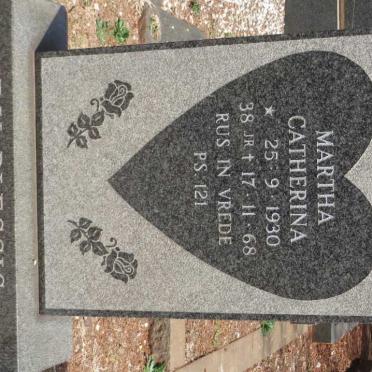 MARTHA
CATHERINA
★ 25·9·1930
38 JR ✝ 17·11·68
RUS IN VREDE
PS 121